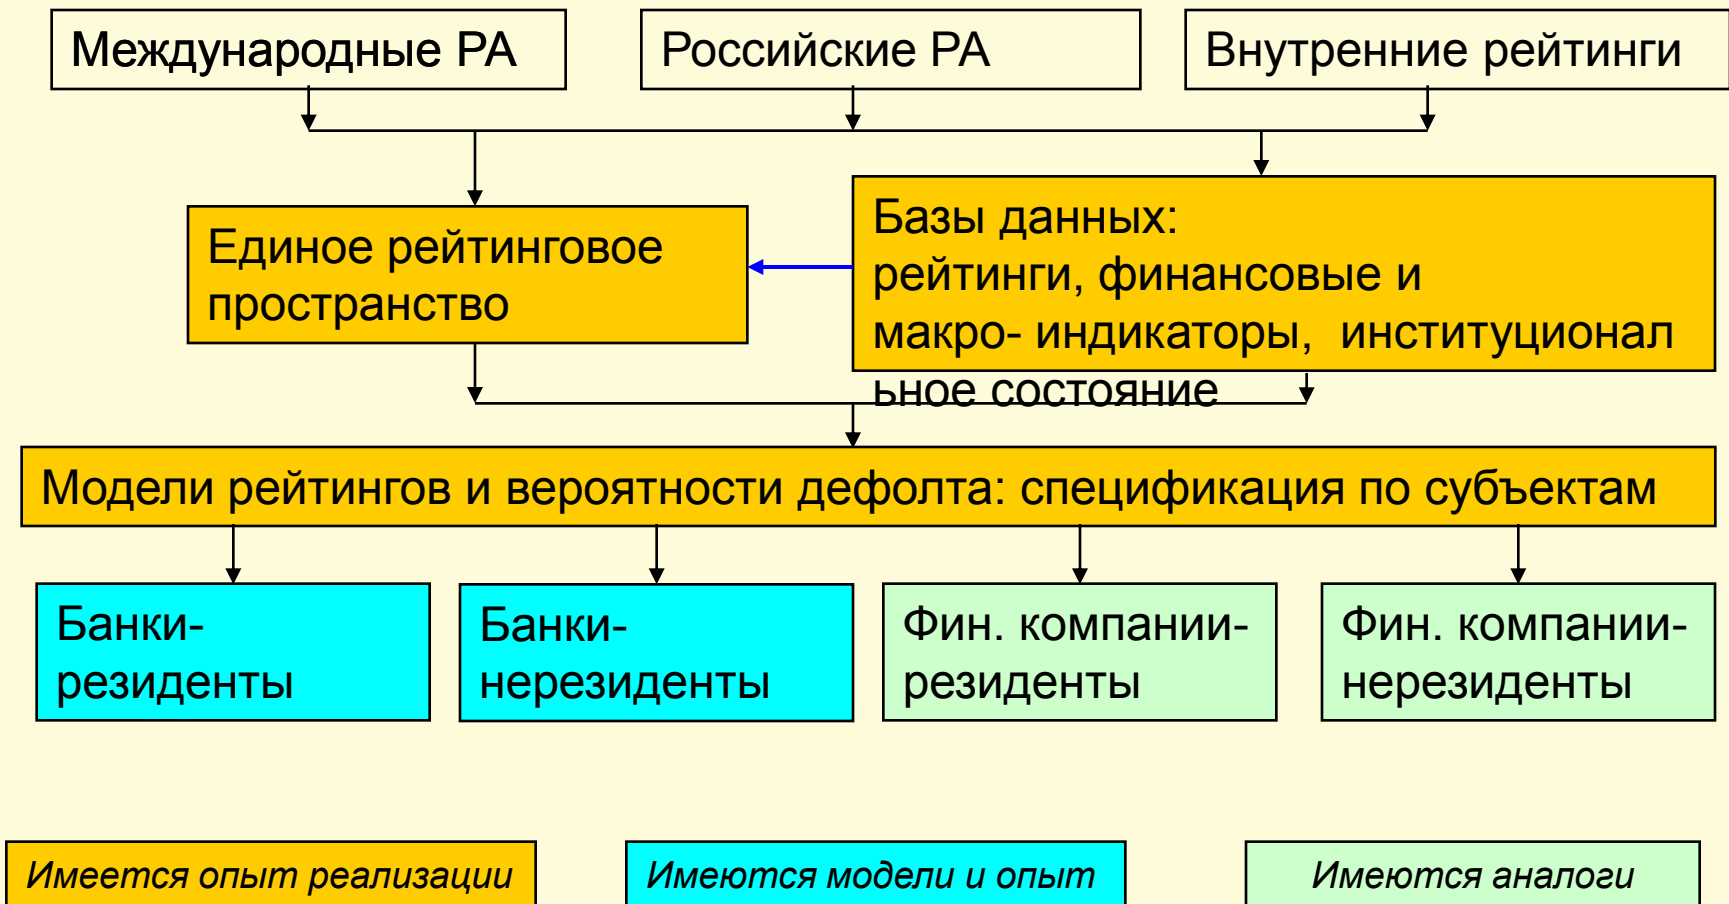 Международные РА
Российские РА
Внутренние рейтинги
Единое рейтинговое
пространство
Базы данных:
рейтинги, финансовые и
макро- индикаторы, институционал
ьное состояние
Модели рейтингов и вероятности дефолта: спецификация по субъектам
Банки-
резиденты
Банки-
нерезиденты
Фин. компании-
резиденты
Фин. компании-
нерезиденты
Имеется опыт реализации
Имеются модели и опыт
Имеются аналоги